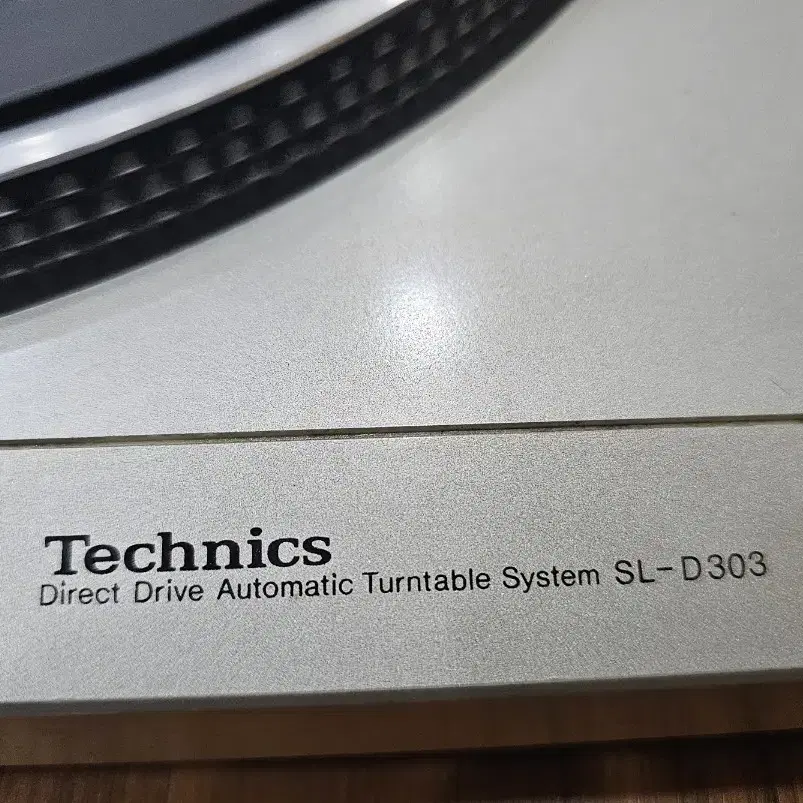 Technics
Direct Drive Automatic Turntable System SL-D303